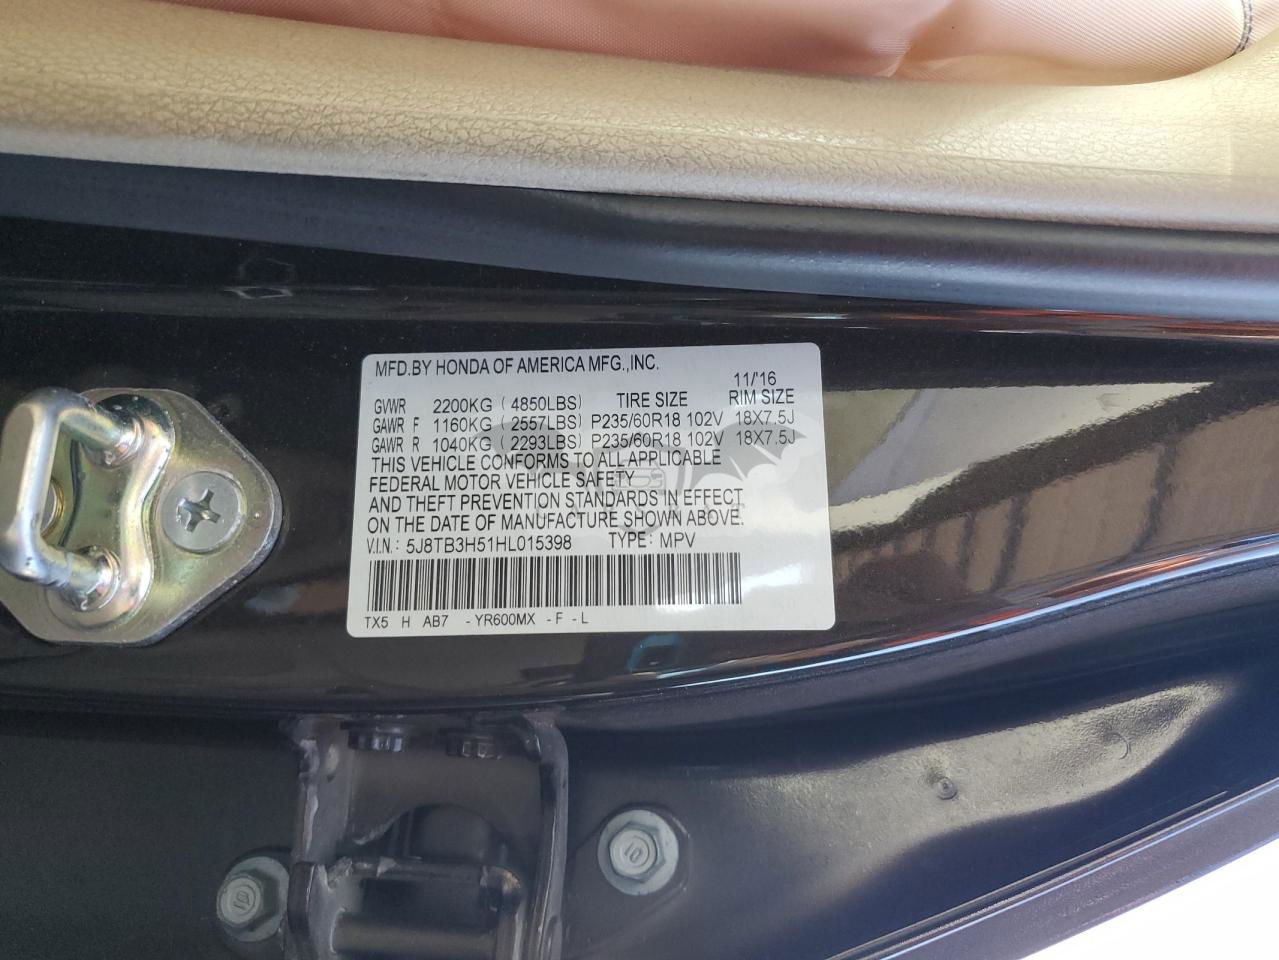 MFD.BY HONDA OF AMERICA MFG.,INC.
11/'16
GVWR 2200KG (4850LBS) TIRE SIZE RIM SIZE
GAWR F 1160KG (2557LBS) P235/60R18 102V 18X7.5J
GAWR R 1040KG (2293LBS) P235/60R18 102V 18X7.5J
THIS VEHICLE CONFORMS TO ALL APPLICABLE
FEDERAL MOTOR VEHICLE SAFETY
AND THEFT PREVENTION STANDARDS IN EFFECT
ON THE DATE OF MANUFACTURE SHOWN ABOVE.
V.I.N.: 5J8TB3H51HL015398 TYPE: MPV
TX5 H AB7 -YR600MX -F -L
10
10